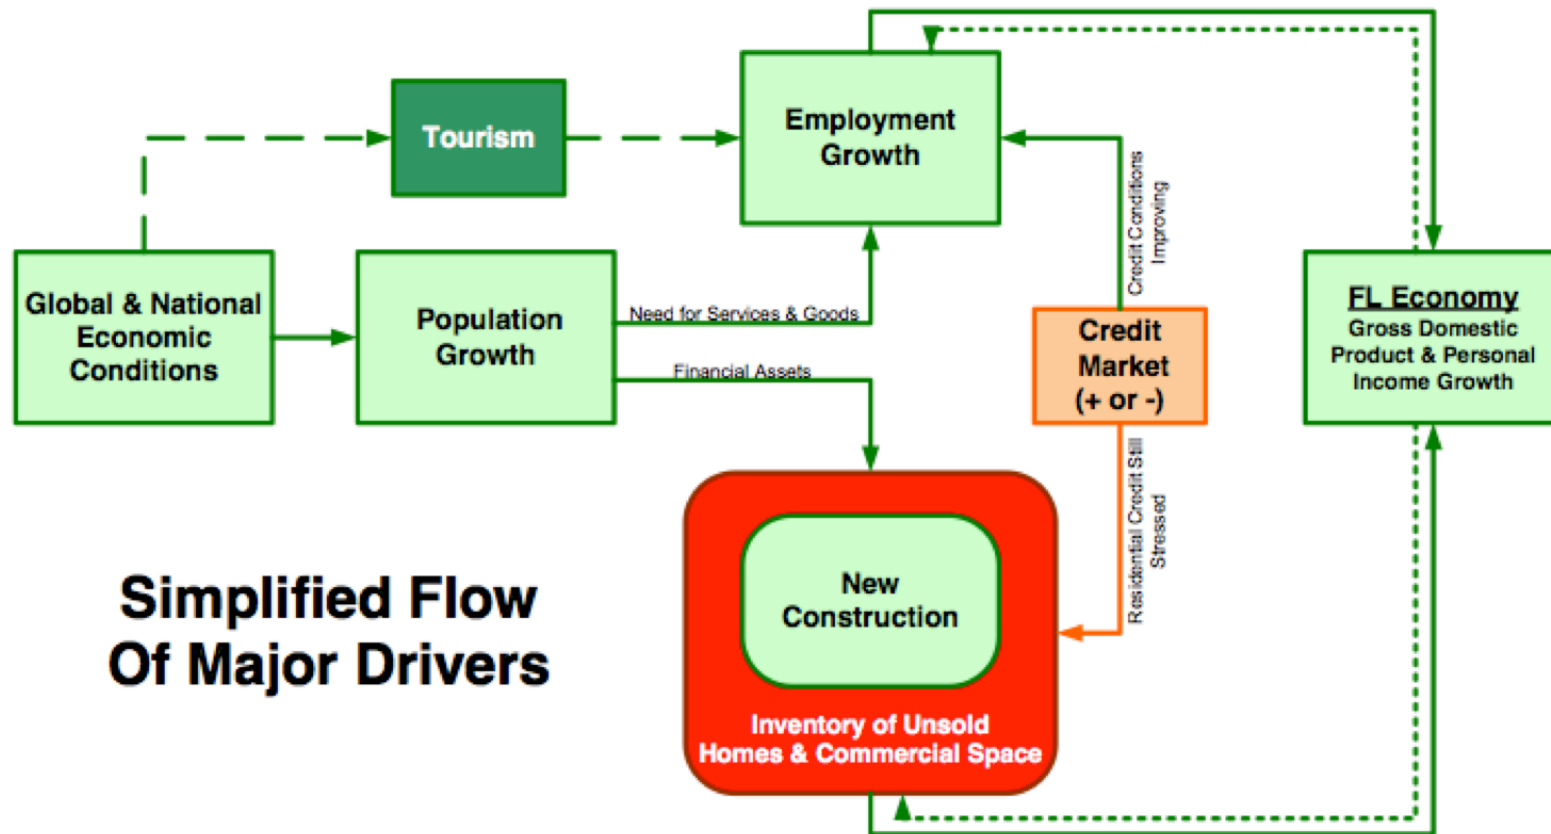 Tourism
Employment
Growth
Global & National
Economic
Conditions
Population
Growth
Need for Services & Goods
Financial Assets
Credit Conditions
Improving
Credit
Market
(+ or -)
Residential Credit Still
Stressed
FL Economy
Gross Domestic
Product & Personal
Income Growth
New
Construction
Inventory of Unsold
Homes & Commercial Space
Simplified Flow
Of Major Drivers